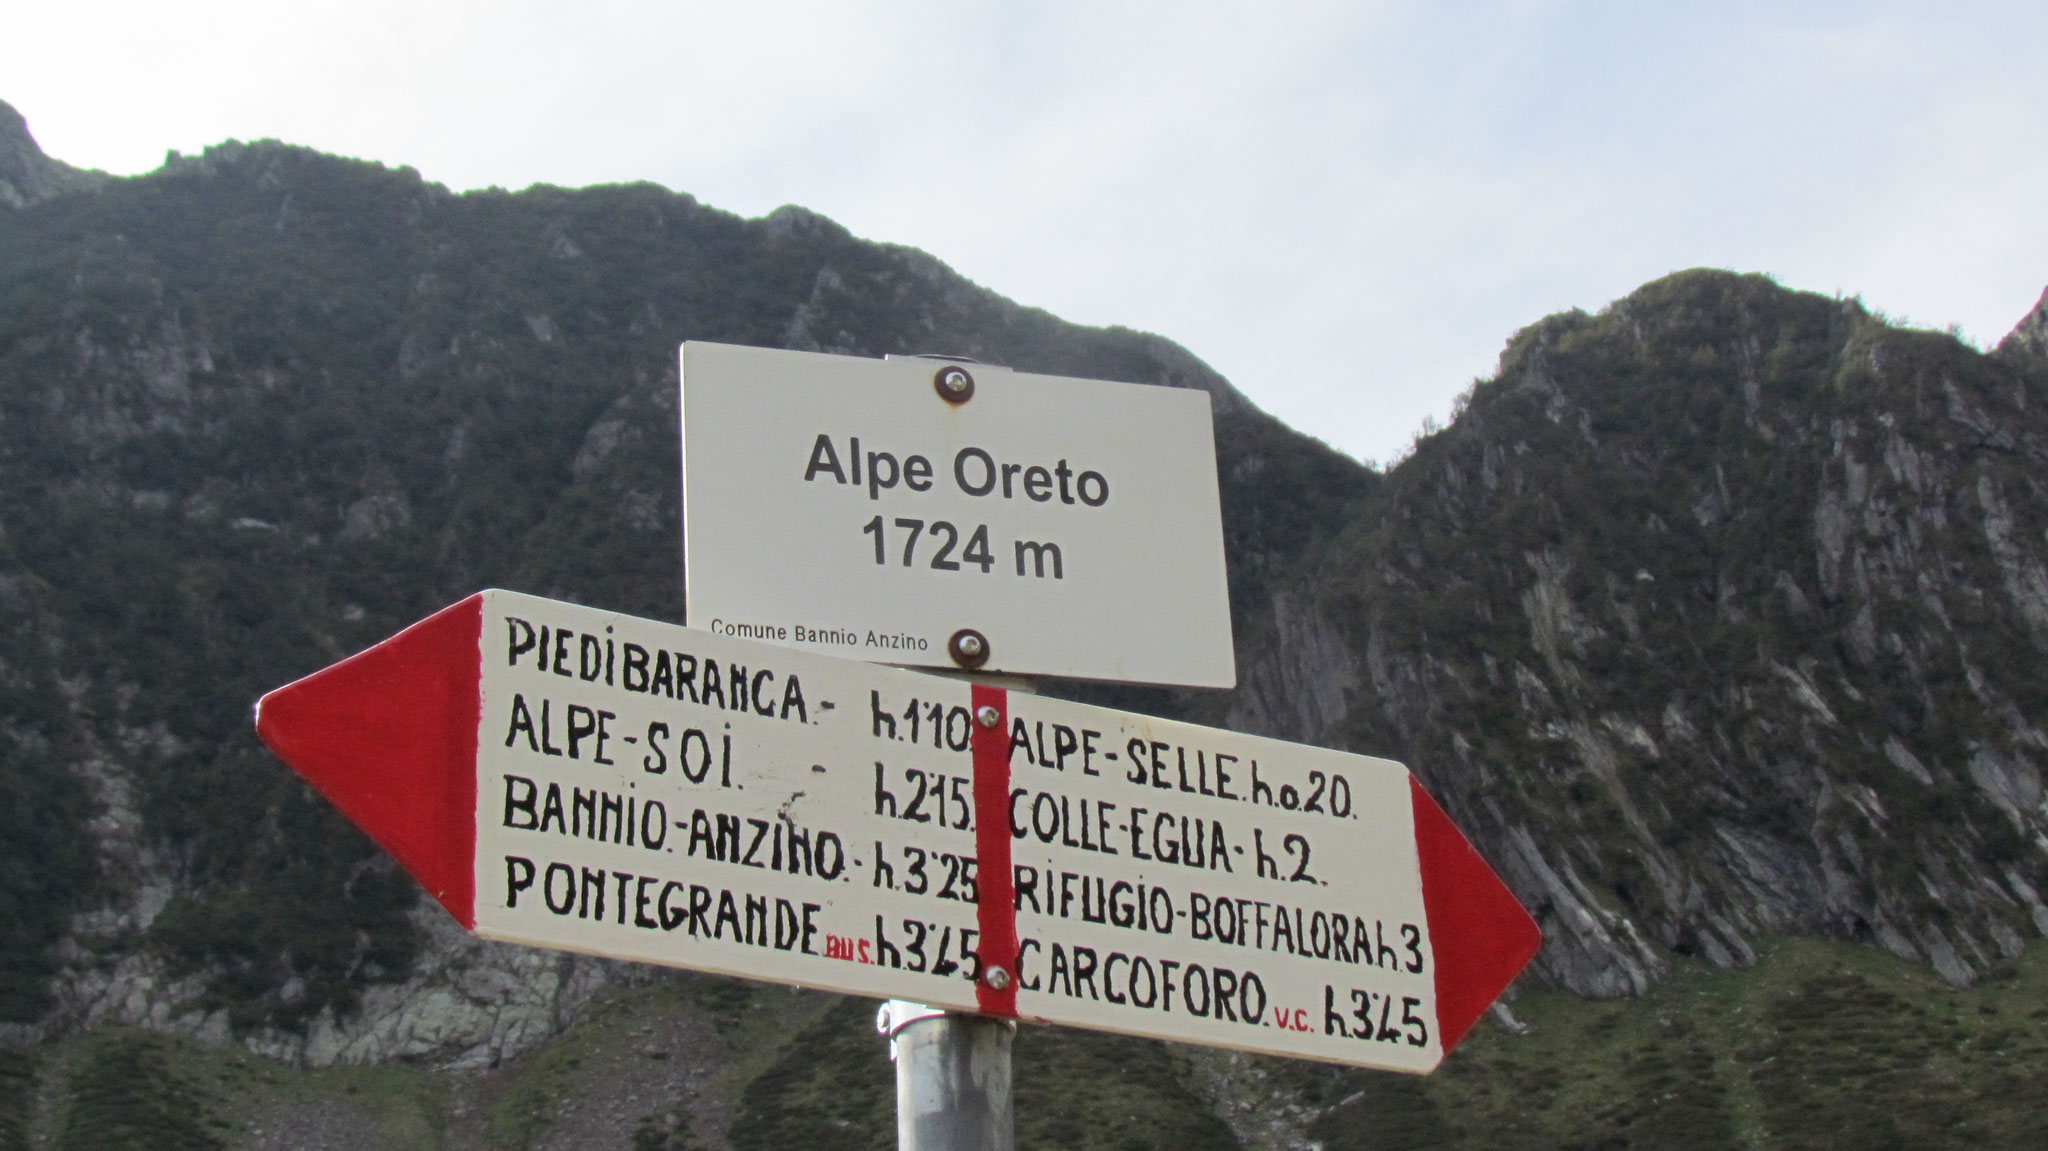 Alpe Oreto
1724 m
Comune Bannio Anzino
PIEDIBARANCA.- h.1'10
ALPE-SOI. - h.2'15
BANNIO.-ANZINO.- h.3'25
PONTEGRANDE BUS. h.3'45
ALPE-SELLE.h.o.20.
COLLE-EGUA- h.2.
RIFUGIO-BOFFALORA h.3
CARCOFORO. V.C. h.3'45